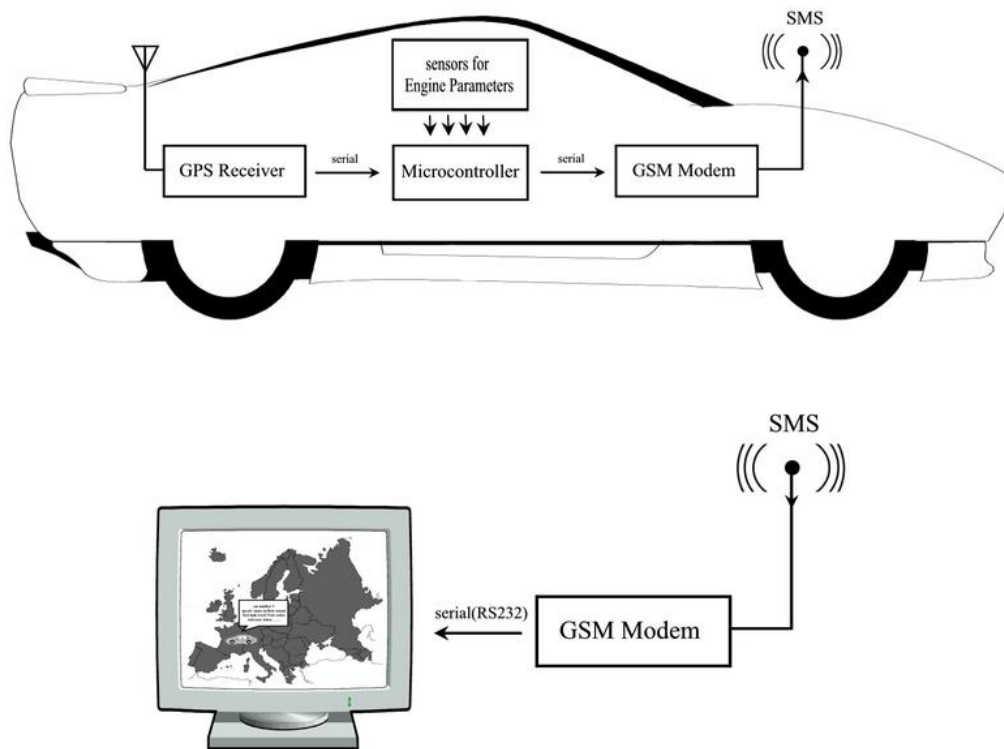 SMS
sensors for
Engine Parameters
GPS Receiver
serial
Microcontroller
serial
GSM Modem
SMS
serial(RS232)
GSM Modem